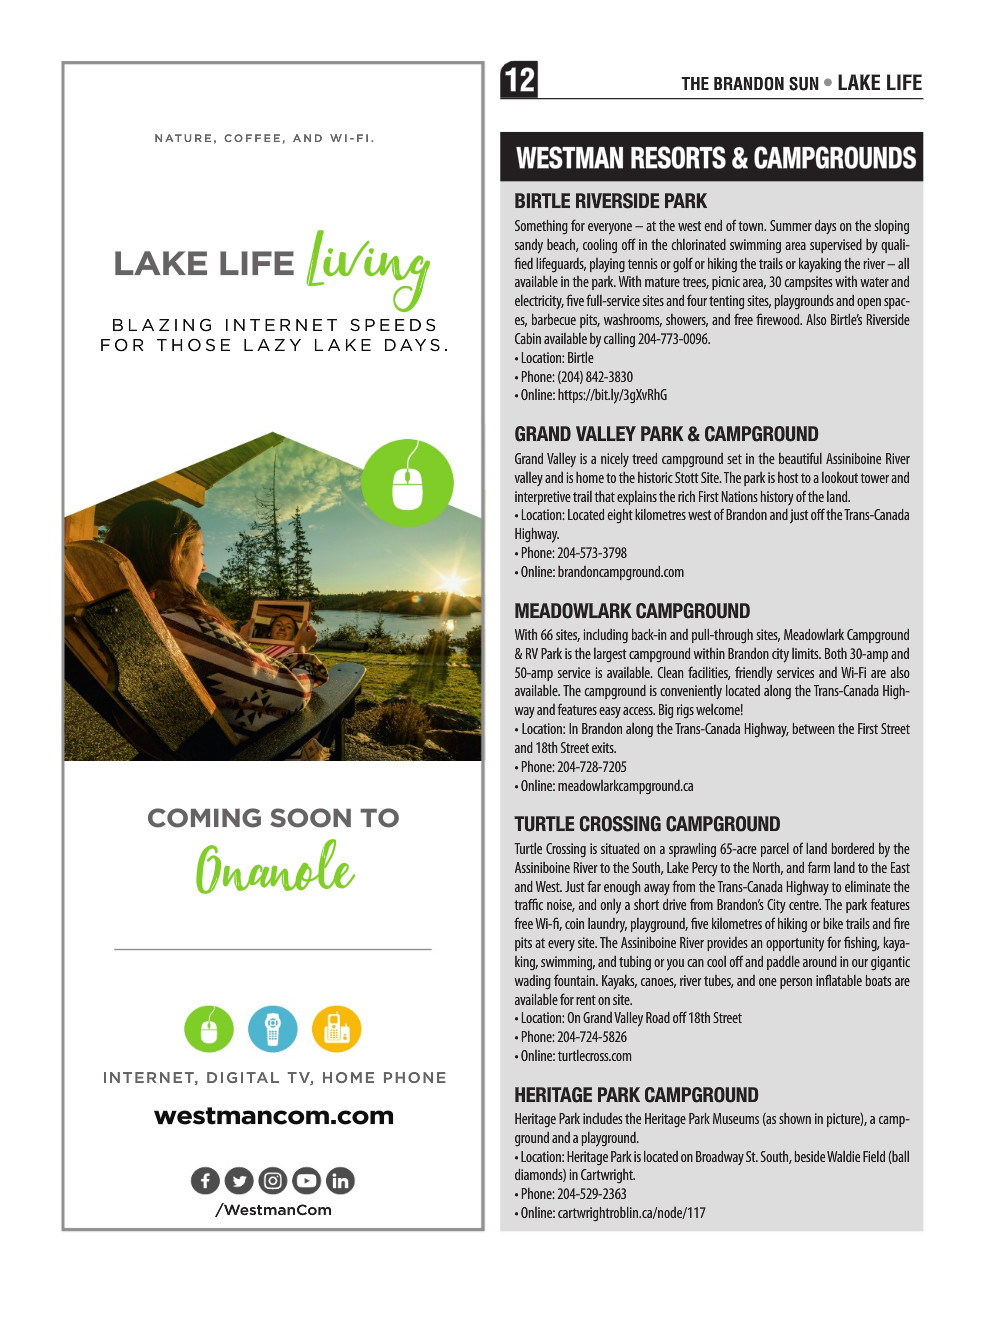 NATURE, COFFEE, AND WI-FI.
LAKE LIFE Living
BLAZING INTERNET SPEEDS
FOR THOSE LAZY LAKE DAYS.
COMING SOON TO
Onanole
INTERNET, DIGITAL TV, HOME PHONE
westmancom.com
/WestmanCom
12
THE BRANDON SUN • LAKE LIFE
WESTMAN RESORTS & CAMPGROUNDS
BIRTLE RIVERSIDE PARK
Something for everyone – at the west end of town. Summer days on the sloping
sandy beach, cooling off in the chlorinated swimming area supervised by quali-
fied lifeguards, playing tennis or golf or hiking the trails or kayaking the river – all
available in the park. With mature trees, picnic area, 30 campsites with water and
electricity, five full-service sites and four tenting sites, playgrounds and open spac-
es, barbecue pits, washrooms, showers, and free firewood. Also Birtle's Riverside
Cabin available by calling 204-773-0096.
• Location: Birtle
• Phone: (204) 842-3830
• Online: https://bit.ly/3gXvRhG
GRAND VALLEY PARK & CAMPGROUND
Grand Valley is a nicely treed campground set in the beautiful Assiniboine River
valley and is home to the historic Stott Site. The park is host to a lookout tower and
interpretive trail that explains the rich First Nations history of the land.
• Location: Located eight kilometres west of Brandon and just off the Trans-Canada
Highway.
• Phone: 204-573-3798
• Online: brandoncampground.com
MEADOWLARK CAMPGROUND
With 66 sites, including back-in and pull-through sites, Meadowlark Campground
& RV Park is the largest campground within Brandon city limits. Both 30-amp and
50-amp service is available. Clean facilities, friendly services and Wi-Fi are also
available. The campground is conveniently located along the Trans-Canada High-
way and features easy access. Big rigs welcome!
• Location: In Brandon along the Trans-Canada Highway, between the First Street
and 18th Street exits.
• Phone: 204-728-7205
• Online: meadowlarkcampground.ca
TURTLE CROSSING CAMPGROUND
Turtle Crossing is situated on a sprawling 65-acre parcel of land bordered by the
Assiniboine River to the South, Lake Percy to the North, and farm land to the East
and West. Just far enough away from the Trans-Canada Highway to eliminate the
traffic noise, and only a short drive from Brandon's City centre. The park features
free Wi-fi, coin laundry, playground, five kilometres of hiking or bike trails and fire
pits at every site. The Assiniboine River provides an opportunity for fishing, kaya-
king, swimming, and tubing or you can cool off and paddle around in our gigantic
wading fountain. Kayaks, canoes, river tubes, and one person inflatable boats are
available for rent on site.
• Location: On Grand Valley Road off 18th Street
• Phone: 204-724-5826
• Online: turtlecross.com
HERITAGE PARK CAMPGROUND
Heritage Park includes the Heritage Park Museums (as shown in picture), a camp-
ground and a playground.
• Location: Heritage Park is located on Broadway St. South, beside Waldie Field (ball
diamonds) in Cartwright.
• Phone: 204-529-2363
• Online: cartwrightroblin.ca/node/117